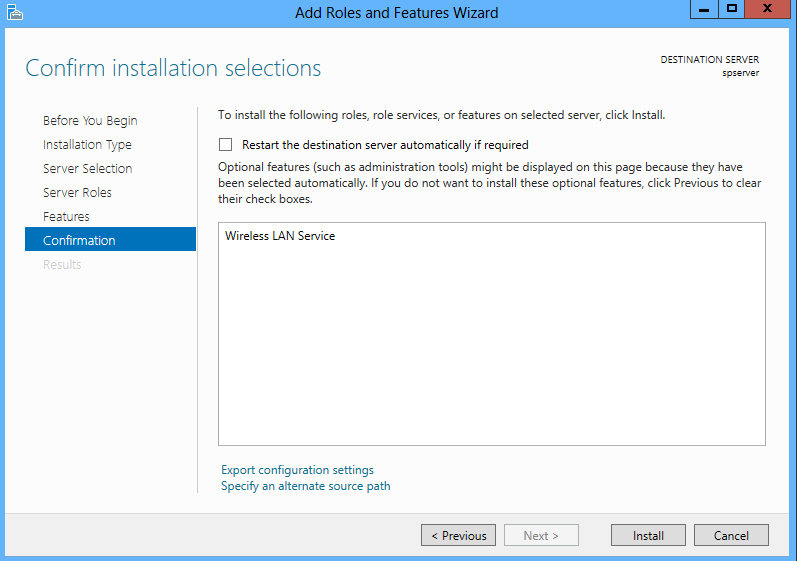 Add Roles and Features Wizard
Confirm installation selections
DESTINATION SERVER
spserver
Before You Begin
Installation Type
Server Selection
Server Roles
Features
Confirmation
Results
To install the following roles, role services, or features on selected server, click Install.
Restart the destination server automatically if required
Optional features (such as administration tools) might be displayed on this page because they have
been selected automatically. If you do not want to install these optional features, click Previous to clear
their check boxes.
Wireless LAN Service
Export configuration settings
Specify an alternate source path
< Previous
Next >
Install
Cancel